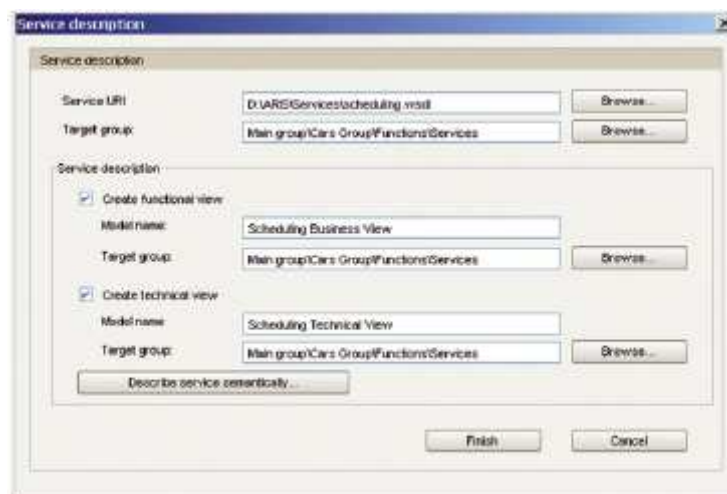 Service description
Service description
Service URI D:\ARIS\Services\scheduling.wsdl Browse...
Target group: Main group\Cars Group\Functions\Services Browse...
Service description
Create functional view
Model name: Scheduling Business View
Target group: Main group\Cars Group\Functions\Services Browse...
Create technical view
Model name Scheduling Technical View
Target group: Main group\Cars Group\Functions\Services Browse...
Describe service semantically...
Finish Cancel